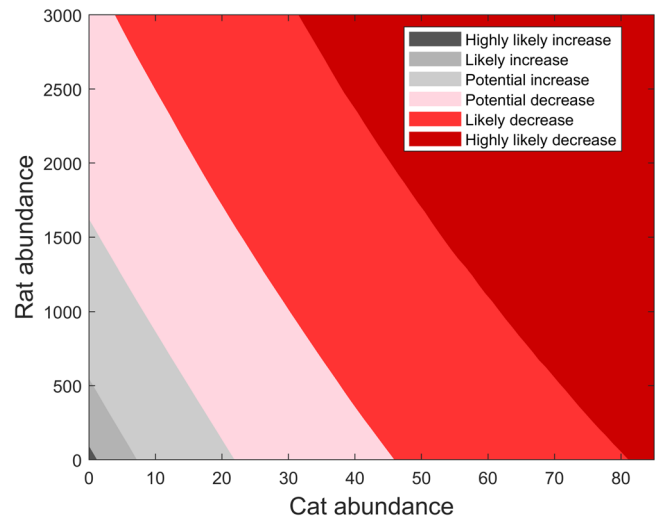 3000
2500
2000
1500
1000
500
0
Rat abundance
Highly likely increase
Likely increase
Potential increase
Potential decrease
Likely decrease
Highly likely decrease
0 10 20 30 40 50 60 70 80
Cat abundance